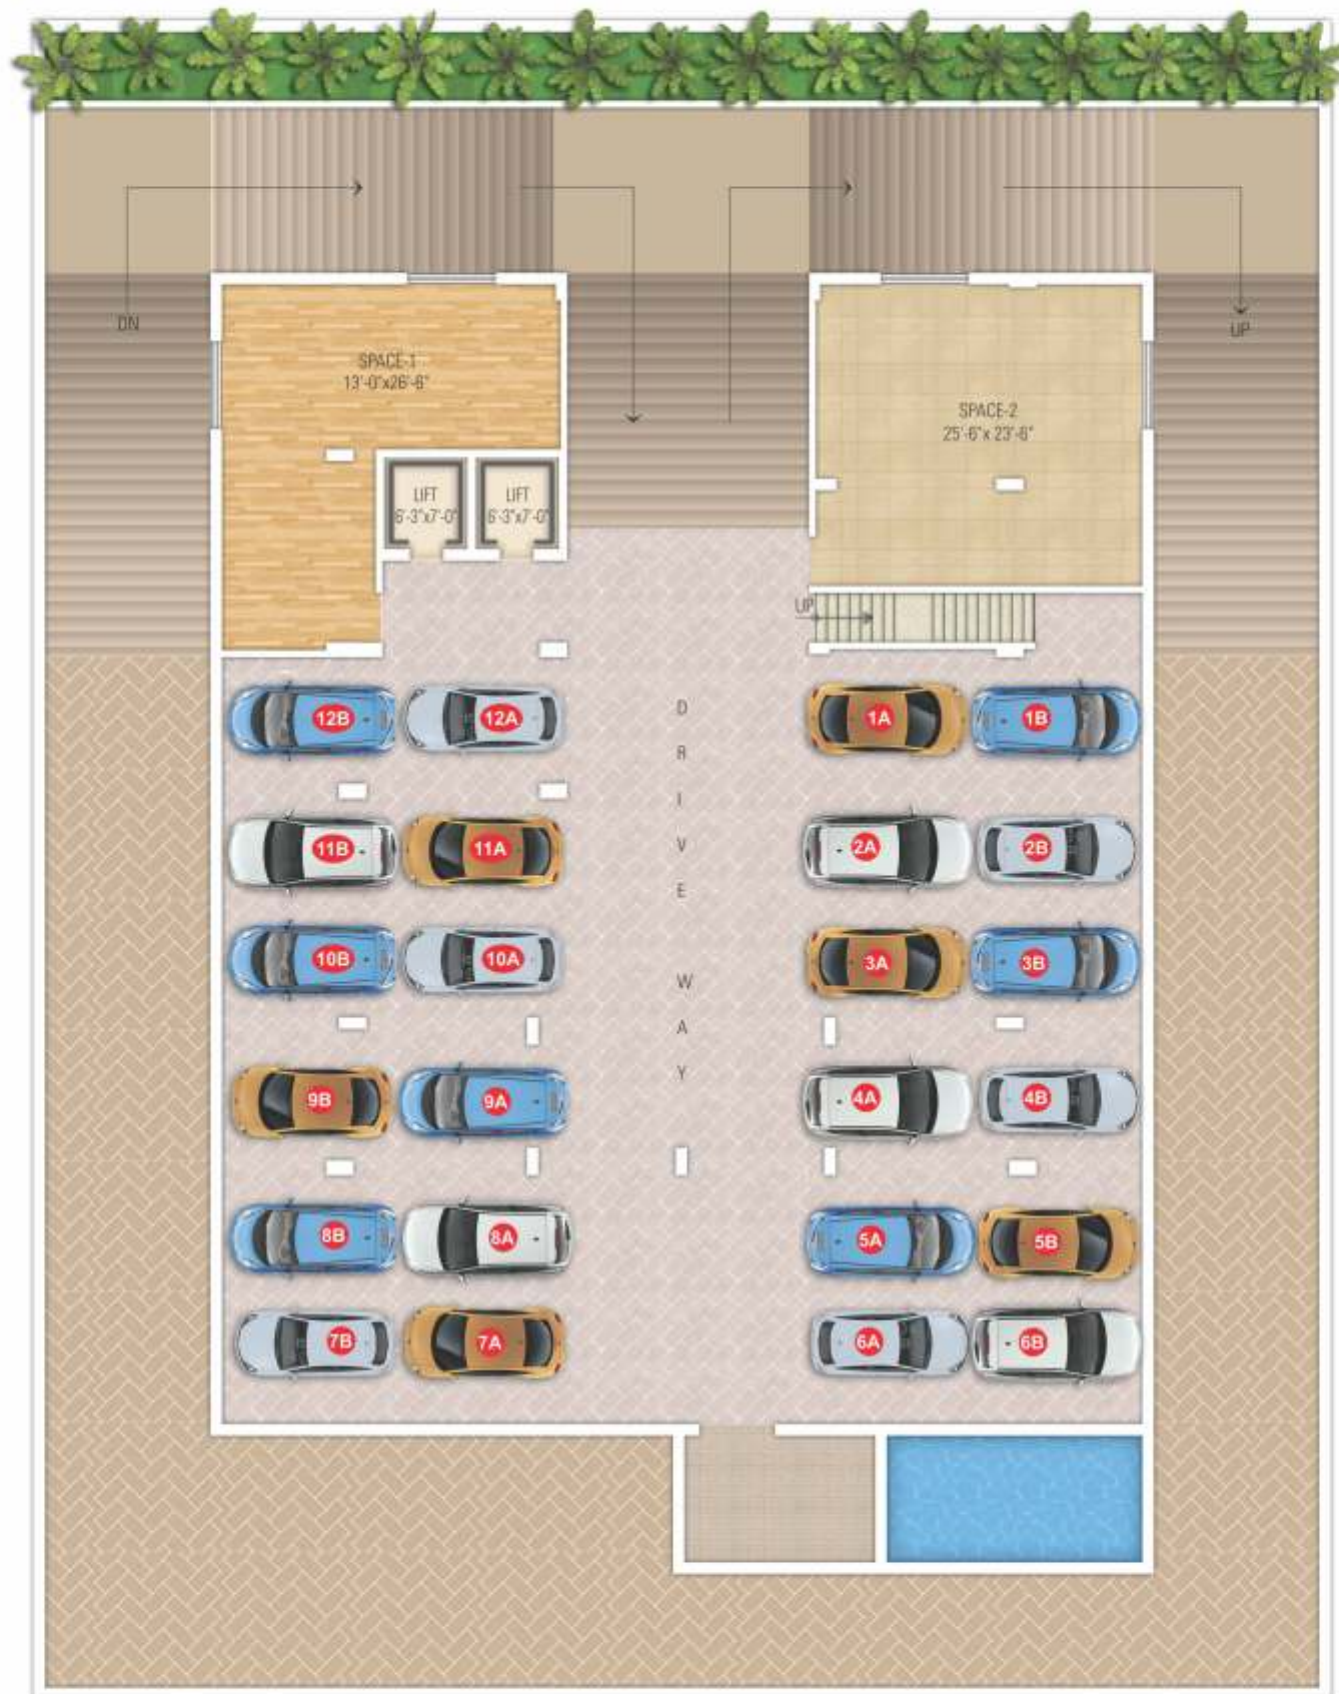 DN
UP
SPACE-1
13'-0"x26'-6"
SPACE-2
25'-6"x 23'-6"
LIFT
6'-3"x7'-0"
LIFT
6'-3"x7'-0"
UP
DRIVE WAY
12B
12A
1A
1B
11B
11A
2A
2B
10B
10A
3A
3B
9B
9A
4A
4B
8B
8A
5A
5B
7B
7A
6A
6B